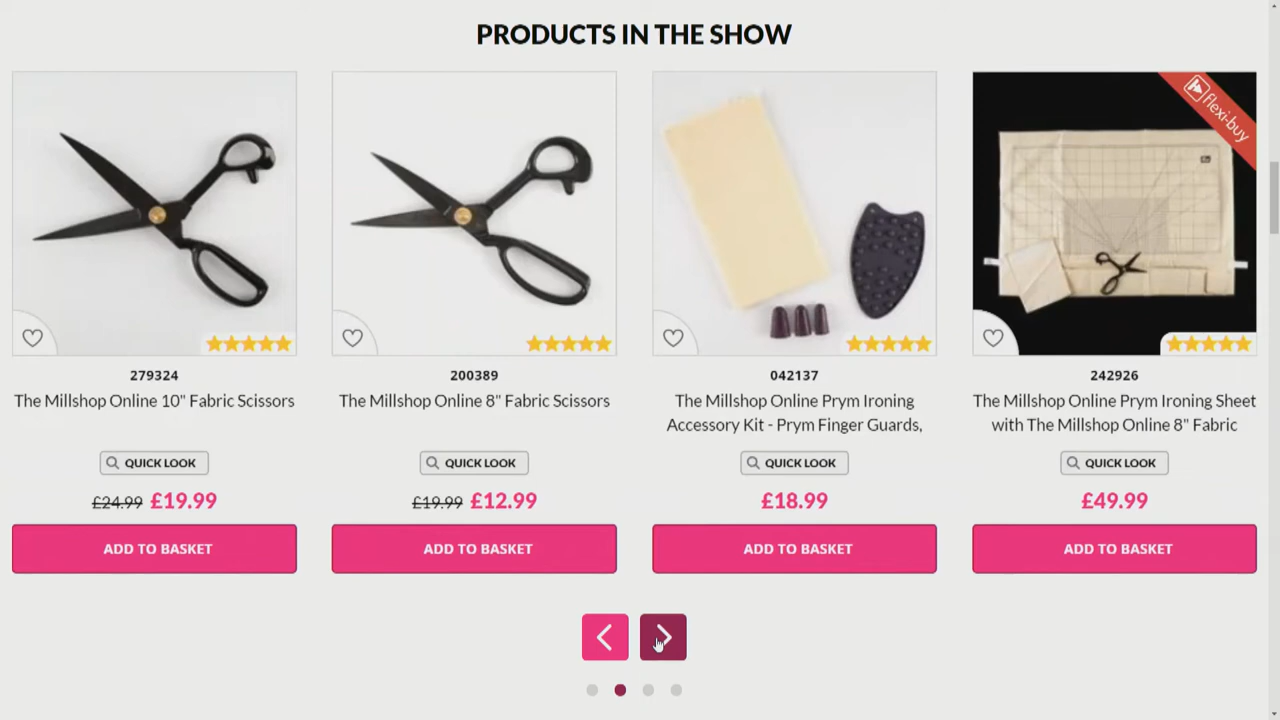 PRODUCTS IN THE SHOW
flexi-buy
279324
The Millshop Online 10" Fabric Scissors
QUICK LOOK
£24.99 £19.99
ADD TO BASKET
200389
The Millshop Online 8" Fabric Scissors
QUICK LOOK
£19.99 £12.99
ADD TO BASKET
042137
The Millshop Online Prym Ironing
Accessory Kit - Prym Finger Guards,
QUICK LOOK
£18.99
ADD TO BASKET
242926
The Millshop Online Prym Ironing Sheet
with The Millshop Online 8" Fabric
QUICK LOOK
£49.99
ADD TO BASKET